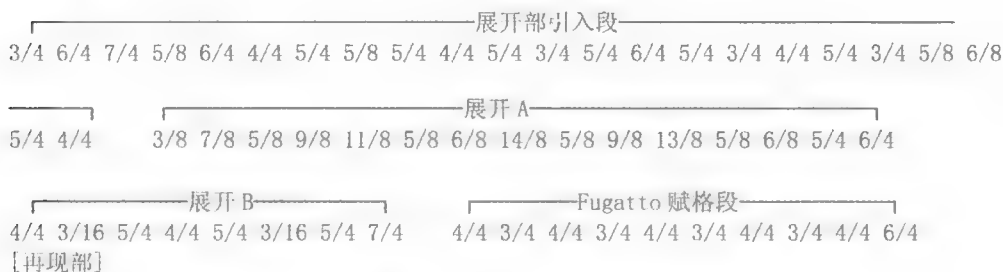 展开部引入段
3/4 6/4 7/4 5/8 6/4 4/4 5/4 5/8 5/4 4/4 5/4 3/4 5/4 6/4 5/4 3/4 4/4 5/4 3/4 5/8 6/8
展开 A
5/4 4/4 3/8 7/8 5/8 9/8 11/8 5/8 6/8 14/8 5/8 9/8 13/8 5/8 6/8 5/4 6/4
展开 B Fugatto 赋格段
4/4 3/16 5/4 4/4 5/4 3/16 5/4 7/4 4/4 3/4 4/4 3/4 4/4 3/4 4/4 3/4 4/4 6/4
[再现部]